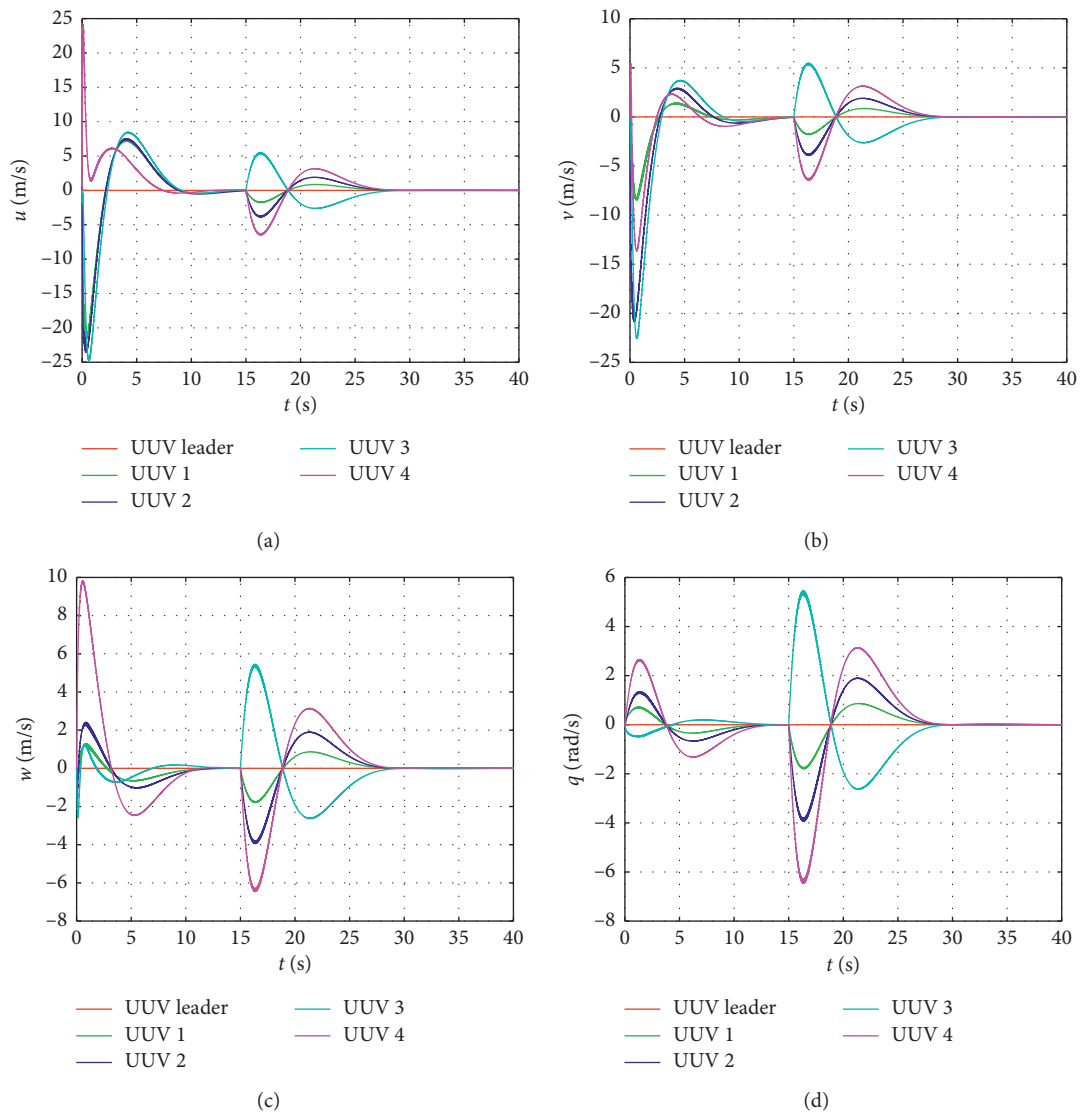 25
20
15
10
5
0
−5
−10
−15
−20
−25
u (m/s)
0 5 10 15 20 25 30 35 40
t (s)
UUV leader UUV 3
UUV 1 UUV 4
UUV 2
(a)
10
5
0
−5
−10
−15
−20
−25
v (m/s)
0 5 10 15 20 25 30 35 40
t (s)
UUV leader UUV 3
UUV 1 UUV 4
UUV 2
(b)
10
8
6
4
2
0
−2
−4
−6
−8
w (m/s)
0 5 10 15 20 25 30 35 40
t (s)
UUV leader UUV 3
UUV 1 UUV 4
UUV 2
(c)
6
4
2
0
−2
−4
−6
−8
q (rad/s)
0 5 10 15 20 25 30 35 40
t (s)
UUV leader UUV 3
UUV 1 UUV 4
UUV 2
(d)